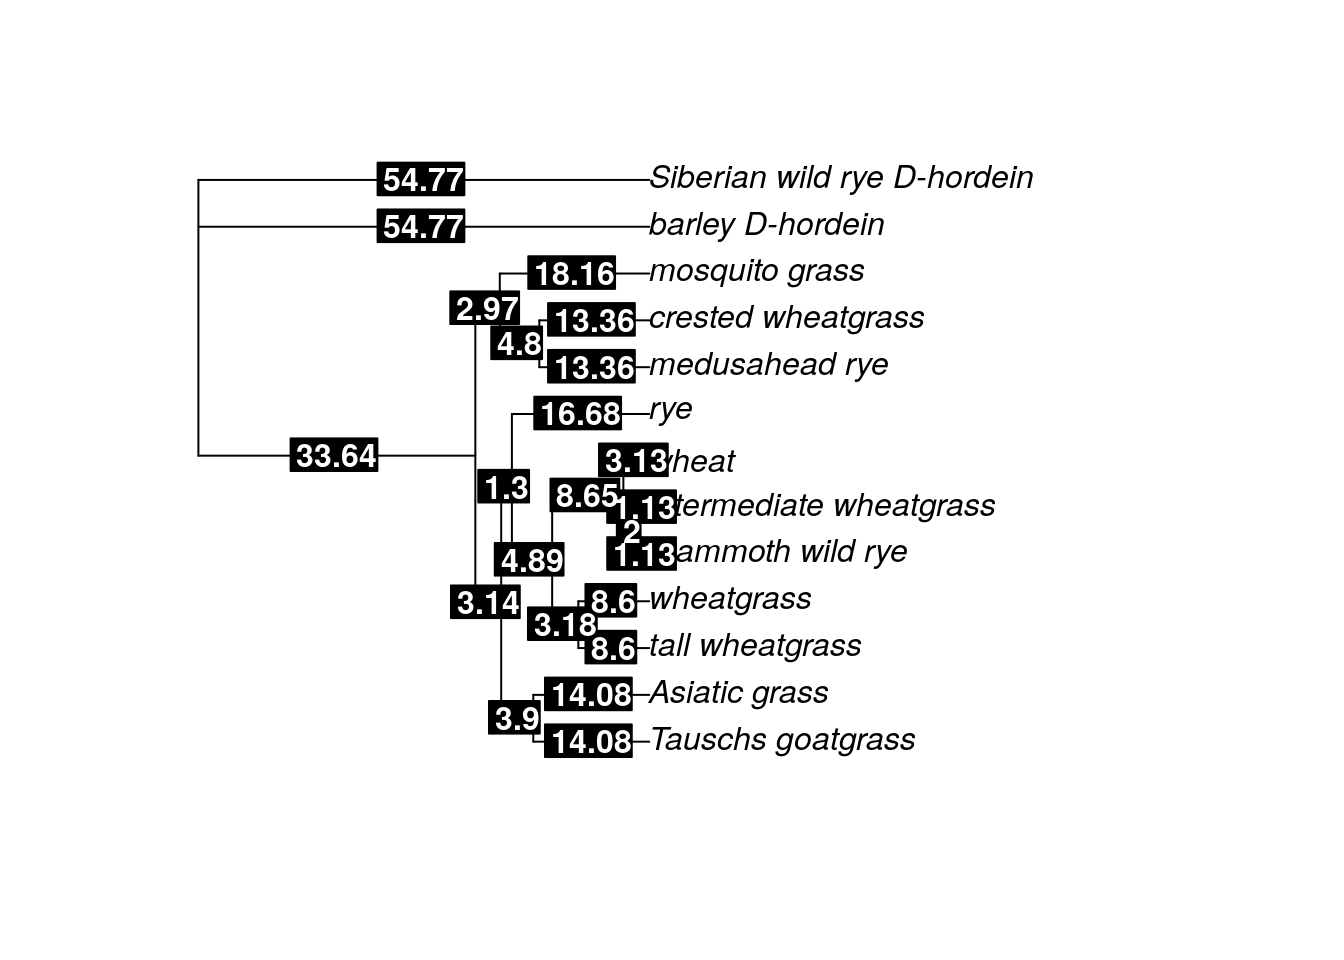 54.77 Siberian wild rye D-hordein
54.77 barley D-hordein
18.16 mosquito grass
2.97
13.36 crested wheatgrass
4.8
13.36 medusahead rye
16.68 rye
33.64
3.13 heat
1.3
8.65
1.13 termediate wheatgrass
2
1.13 ammoth wild rye
4.89
8.6 wheatgrass
3.14
3.18
8.6 tall wheatgrass
14.08 Asiatic grass
3.9
14.08 Tauschs goatgrass